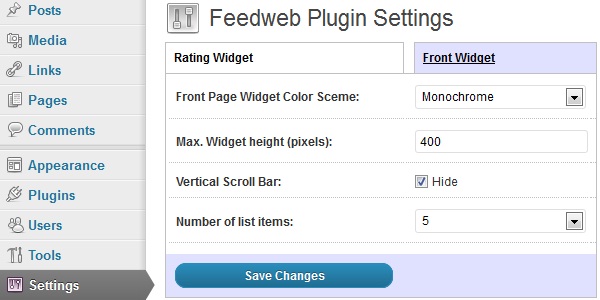 Posts
Media
Links
Pages
Comments
Appearance
Plugins
Users
Tools
Settings
Feedweb Plugin Settings
Rating Widget
Front Widget
Front Page Widget Color Sceme:
Monochrome
Max. Widget height (pixels):
400
Vertical Scroll Bar:
Hide
Number of list items:
5
Save Changes